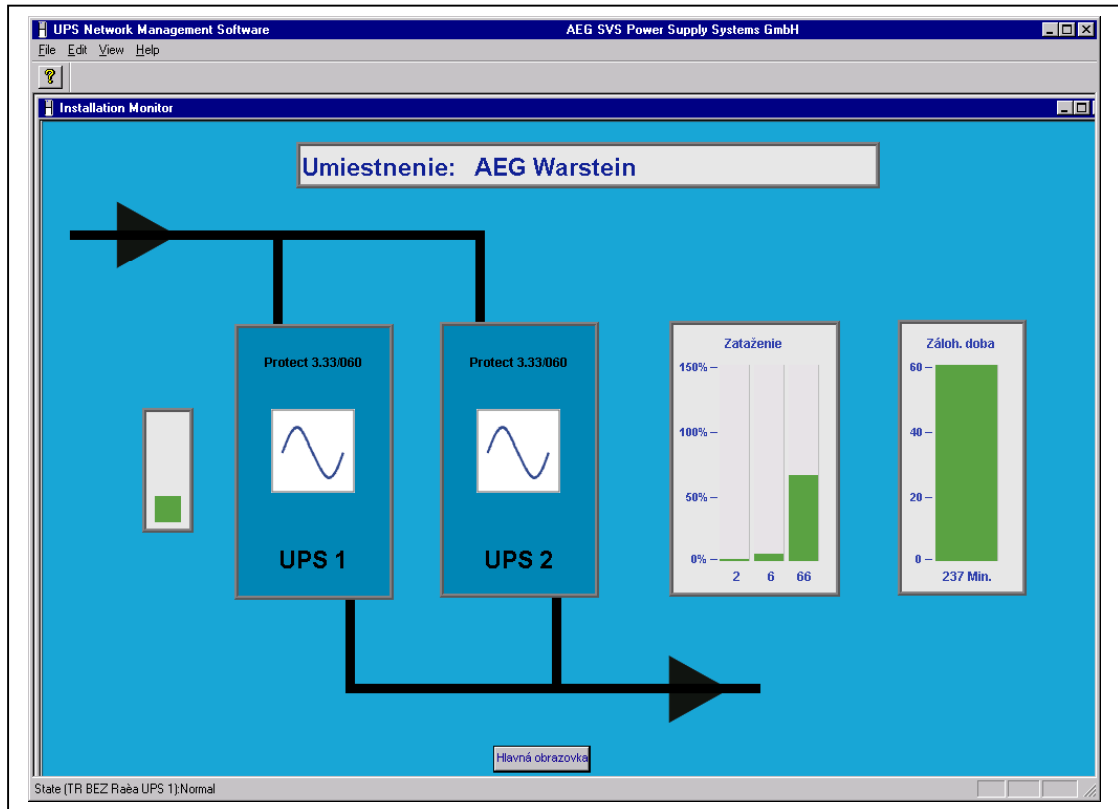 UPS Network Management Software AEG SVS Power Supply Systems GmbH
File Edit View Help
?
Installation Monitor
Umiestnenie: AEG Warstein
Protect 3.33/060
UPS 1
Protect 3.33/060
UPS 2
Zataženie
150%
100%
50%
0%
2 6 66
Záloh. doba
60
40
20
0
237 Min.
Hlavná obrazovka
State (TR BEZ Raèa UPS 1):Normal